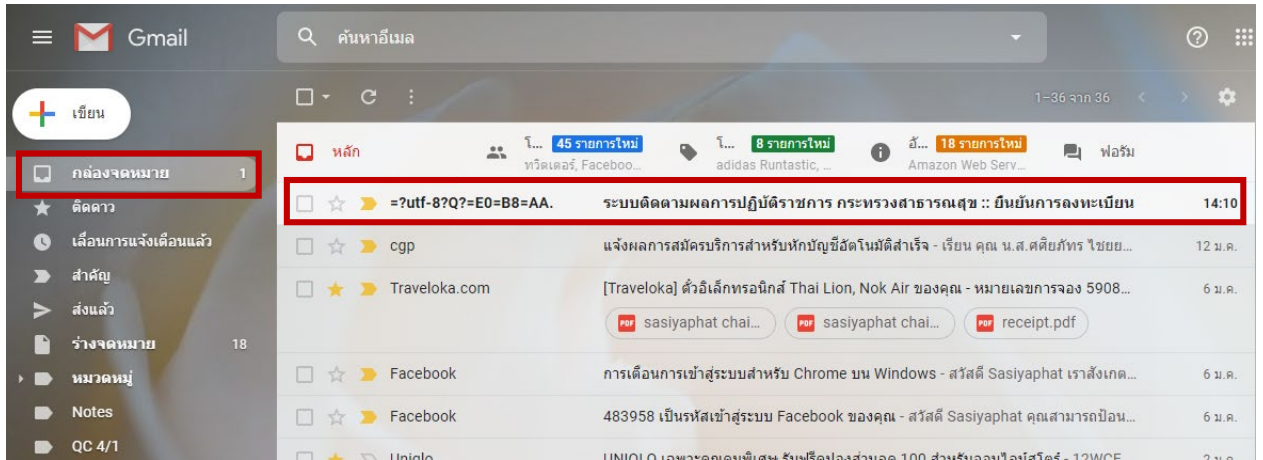 Gmail
ค้นหาอีเมล
เขียน
1–36 จาก 36
กล่องจดหมาย 1
ติดดาว
เลื่อนการแจ้งเตือนแล้ว
สำคัญ
ส่งแล้ว
ร่างจดหมาย 18
หมวดหมู่
Notes
QC 4/1
หลัก
โ... 45 รายการใหม่
ทวิตเตอร์, Faceboo...
โ... 8 รายการใหม่
adidas Runtastic, ...
อั... 18 รายการใหม่
Amazon Web Serv...
ฟอรัม
=?utf-8?Q?=E0=B8=AA. ระบบติดตามผลการปฏิบัติราชการ กระทรวงสาธารณสุข :: ยืนยันการลงทะเบียน 14:10
cgp แจ้งผลการสมัครบริการสำหรับหักบัญชีอัตโนมัติสำเร็จ - เรียน คุณ น.ส.ศศิยภัทร ไชยย... 12 ม.ค.
Traveloka.com [Traveloka] ตั๋วอิเล็กทรอนิกส์ Thai Lion, Nok Air ของคุณ - หมายเลขการจอง 5908... 6 ม.ค.
PDF sasiyaphat chai... PDF sasiyaphat chai... PDF receipt.pdf
Facebook การเตือนการเข้าสู่ระบบสำหรับ Chrome บน Windows - สวัสดี Sasiyaphat เราสังเกต... 6 ม.ค.
Facebook 483958 เป็นรหัสเข้าสู่ระบบ Facebook ของคุณ - สวัสดี Sasiyaphat คุณสามารถป้อน... 6 ม.ค.
Uniqlo